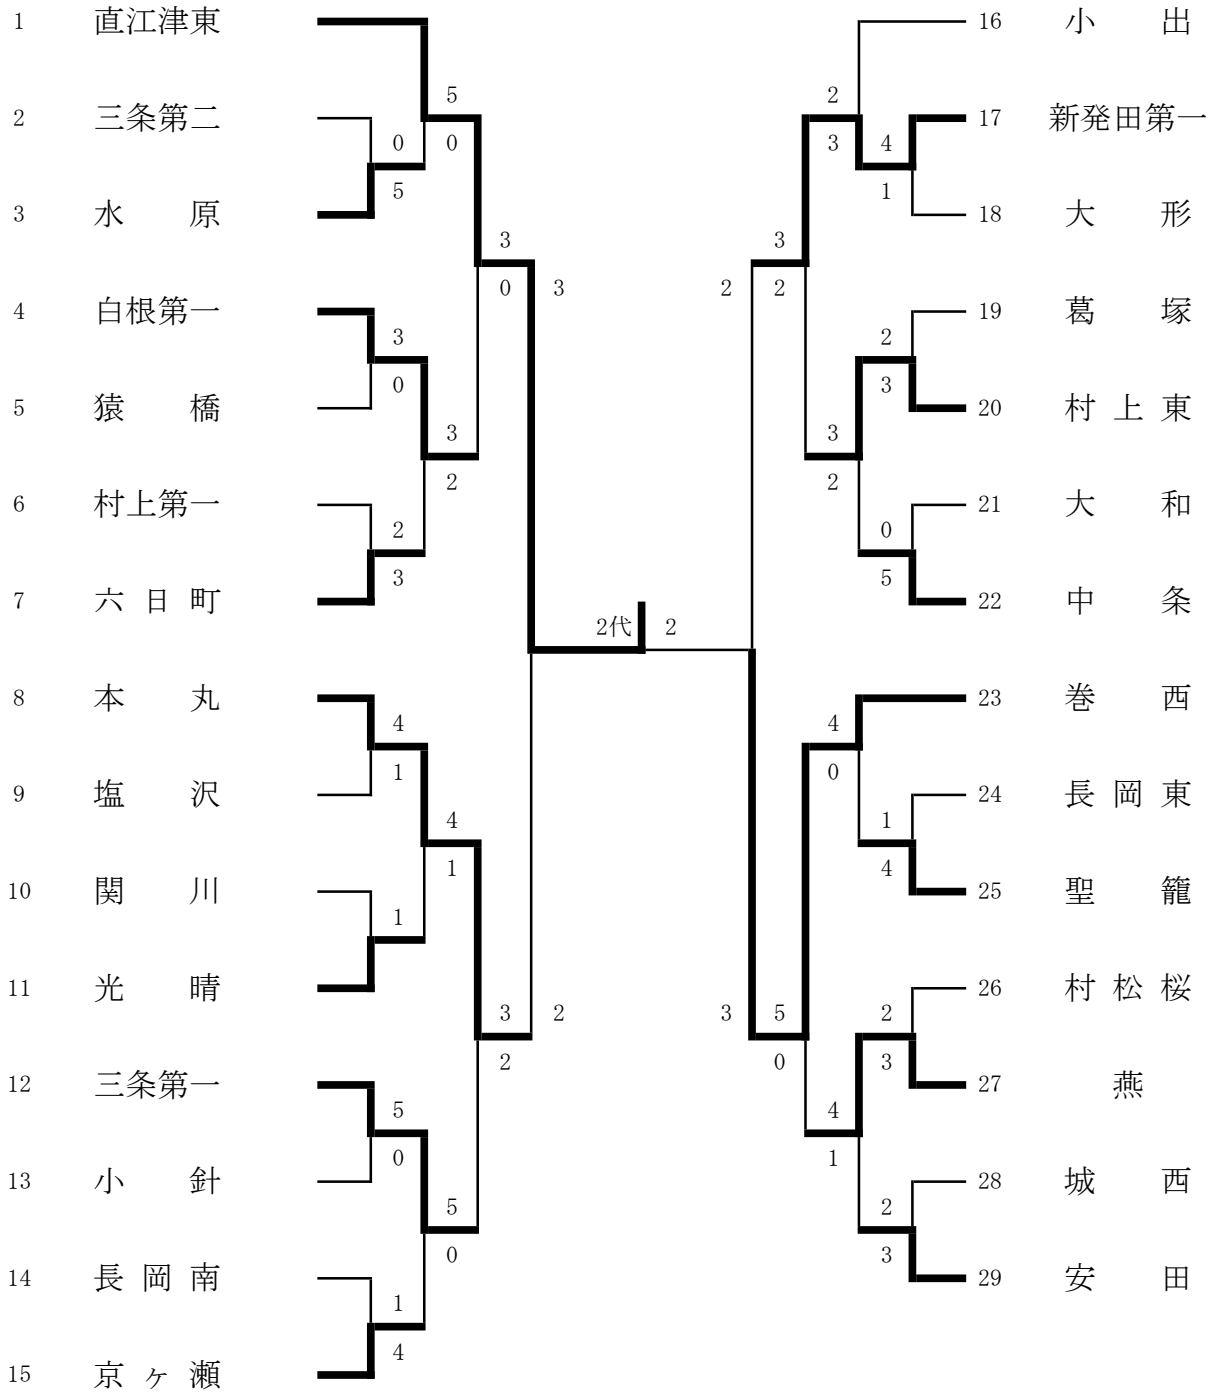 1 直江津東
2 三条第二
3 水原
4 白根第一
5 猿橋
6 村上第一
7 六日町
8 本丸
9 塩沢
10 関川
11 光晴
12 三条第一
13 小針
14 長岡南
15 京ヶ瀬
0
5
3
0
2
3
4
1
1
5
0
1
4
5
0
3
2
4
1
5
0
3
0
3
2
3
2
2代 2
2
3
3
2
5
0
2
3
3
2
4
0
4
1
4
1
2
3
0
5
1
4
2
3
2
3
16 小出
17 新発田第一
18 大形
19 葛塚
20 村上東
21 大和
22 中条
23 巻西
24 長岡東
25 聖籠
26 村松桜
27 燕
28 城西
29 安田